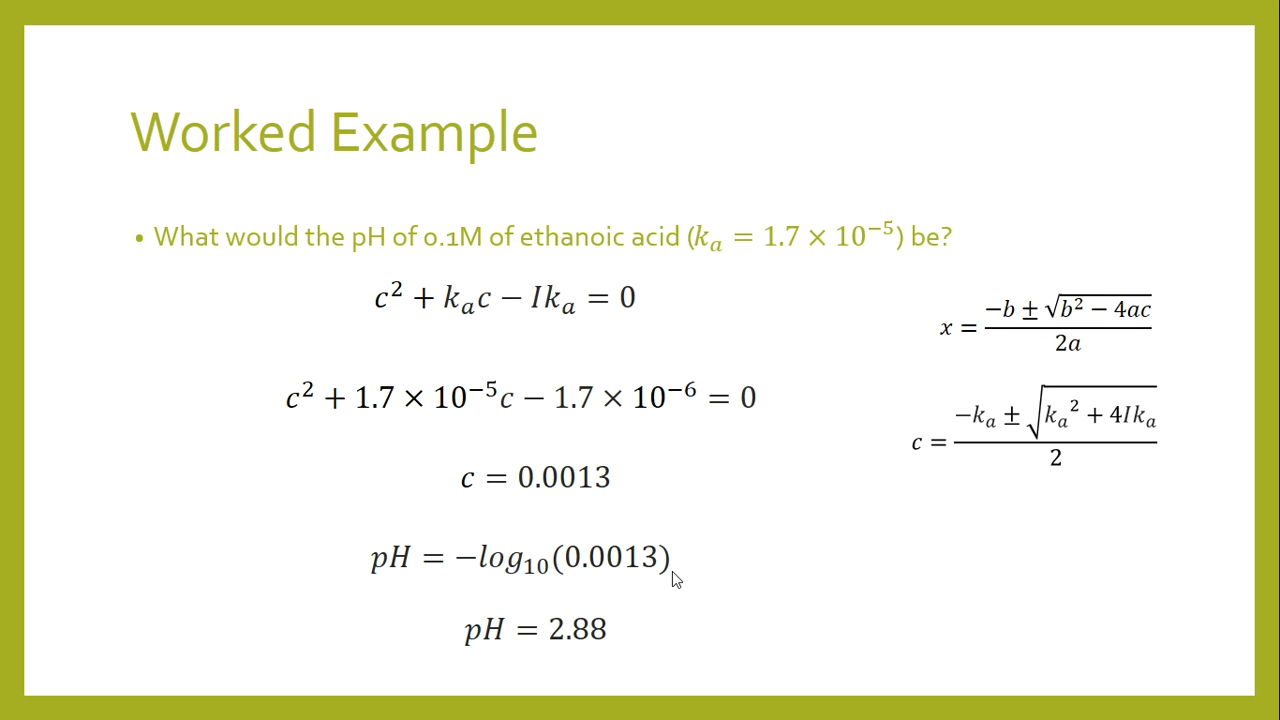 Worked Example
• What would the pH of 0.1M of ethanoic acid (kₐ = 1.7 × 10⁻⁵) be?
c² + kₐc − Ikₐ = 0
x = (−b ± √(b² − 4ac)) / 2a
c² + 1.7 × 10⁻⁵c − 1.7 × 10⁻⁶ = 0
c = (−kₐ ± √(kₐ² + 4Ikₐ)) / 2
c = 0.0013
pH = −log₁₀(0.0013)
pH = 2.88